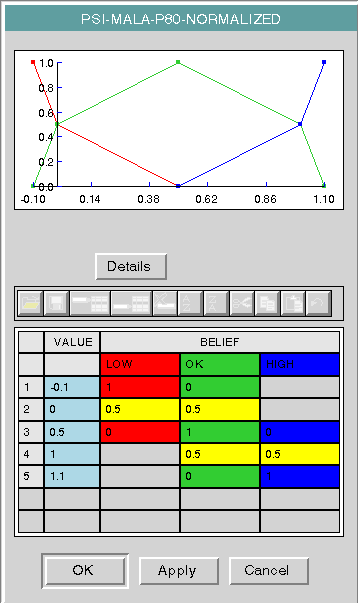 PSI-MALA-P80-NORMALIZED
1.0
0.8
0.6
0.4
0.2
0.0
-0.10 0.14 0.38 0.62 0.86 1.10
Details
VALUE BELIEF
LOW OK HIGH
1 -0.1 1 0
2 0 0.5 0.5
3 0.5 0 1 0
4 1 0.5 0.5
5 1.1 0 1
OK Apply Cancel